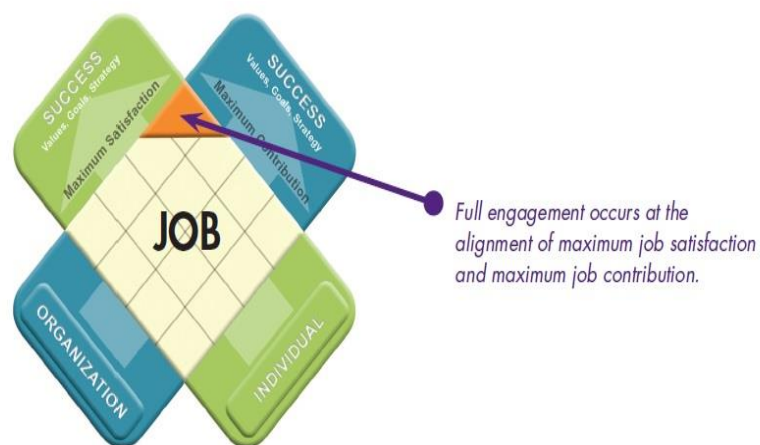 SUCCESS
Values, Goals, Strategy
Maximum Satisfaction
SUCCESS
Values, Goals, Strategy
Maximum Contribution
JOB
Full engagement occurs at the
alignment of maximum job satisfaction
and maximum job contribution.
ORGANIZATION
INDIVIDUAL